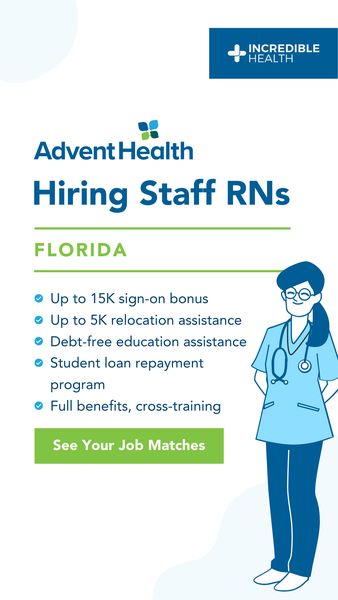 INCREDIBLE
HEALTH
AdventHealth
Hiring Staff RNs
FLORIDA
Up to 15K sign-on bonus
Up to 5K relocation assistance
Debt-free education assistance
Student loan repayment
program
Full benefits, cross-training
See Your Job Matches